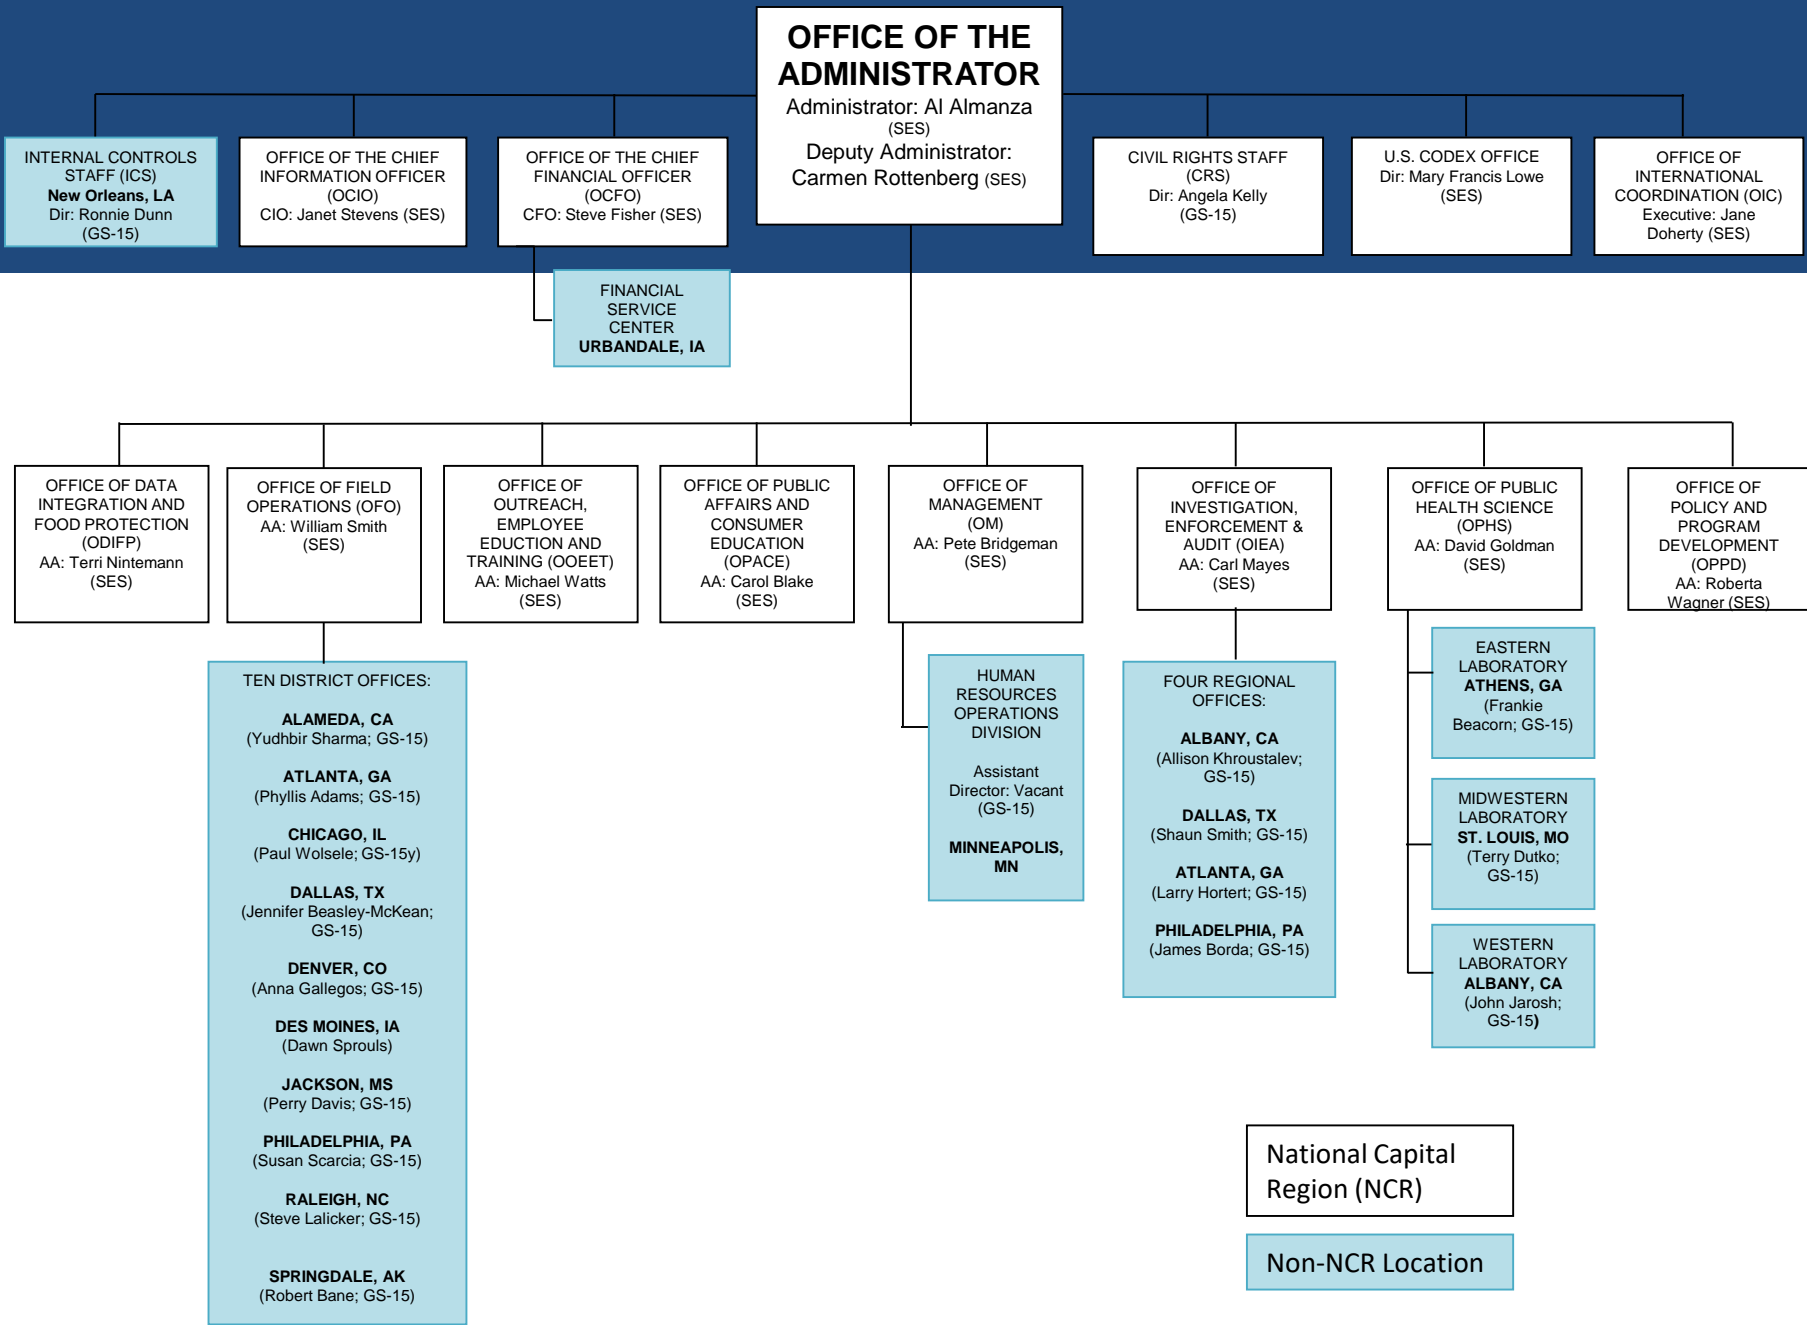 OFFICE OF THE
ADMINISTRATOR
Administrator: Al Almanza
(SES)
Deputy Administrator:
Carmen Rottenberg (SES)
INTERNAL CONTROLS
STAFF (ICS)
New Orleans, LA
Dir: Ronnie Dunn
(GS-15)
OFFICE OF THE CHIEF
INFORMATION OFFICER
(OCIO)
CIO: Janet Stevens (SES)
OFFICE OF THE CHIEF
FINANCIAL OFFICER
(OCFO)
CFO: Steve Fisher (SES)
CIVIL RIGHTS STAFF
(CRS)
Dir: Angela Kelly
(GS-15)
U.S. CODEX OFFICE
Dir: Mary Francis Lowe
(SES)
OFFICE OF
INTERNATIONAL
COORDINATION (OIC)
Executive: Jane
Doherty (SES)
FINANCIAL
SERVICE
CENTER
URBANDALE, IA
OFFICE OF DATA
INTEGRATION AND
FOOD PROTECTION
(ODIFP)
AA: Terri Nintemann
(SES)
OFFICE OF FIELD
OPERATIONS (OFO)
AA: William Smith
(SES)
OFFICE OF
OUTREACH,
EMPLOYEE
EDUCTION AND
TRAINING (OOEET)
AA: Michael Watts
(SES)
OFFICE OF PUBLIC
AFFAIRS AND
CONSUMER
EDUCATION
(OPACE)
AA: Carol Blake
(SES)
OFFICE OF
MANAGEMENT
(OM)
AA: Pete Bridgeman
(SES)
OFFICE OF
INVESTIGATION,
ENFORCEMENT &
AUDIT (OIEA)
AA: Carl Mayes
(SES)
OFFICE OF PUBLIC
HEALTH SCIENCE
(OPHS)
AA: David Goldman
(SES)
OFFICE OF
POLICY AND
PROGRAM
DEVELOPMENT
(OPPD)
AA: Roberta
Wagner (SES)
TEN DISTRICT OFFICES:
ALAMEDA, CA
(Yudhbir Sharma; GS-15)
ATLANTA, GA
(Phyllis Adams; GS-15)
CHICAGO, IL
(Paul Wolsele; GS-15y)
DALLAS, TX
(Jennifer Beasley-McKean;
GS-15)
DENVER, CO
(Anna Gallegos; GS-15)
DES MOINES, IA
(Dawn Sprouls)
JACKSON, MS
(Perry Davis; GS-15)
PHILADELPHIA, PA
(Susan Scarcia; GS-15)
RALEIGH, NC
(Steve Lalicker; GS-15)
SPRINGDALE, AK
(Robert Bane; GS-15)
HUMAN
RESOURCES
OPERATIONS
DIVISION
Assistant
Director: Vacant
(GS-15)
MINNEAPOLIS,
MN
FOUR REGIONAL
OFFICES:
ALBANY, CA
(Allison Khroustalev;
GS-15)
DALLAS, TX
(Shaun Smith; GS-15)
ATLANTA, GA
(Larry Hortert; GS-15)
PHILADELPHIA, PA
(James Borda; GS-15)
EASTERN
LABORATORY
ATHENS, GA
(Frankie
Beacorn; GS-15)
MIDWESTERN
LABORATORY
ST. LOUIS, MO
(Terry Dutko;
GS-15)
WESTERN
LABORATORY
ALBANY, CA
(John Jarosh;
GS-15)
National Capital
Region (NCR)
Non-NCR Location